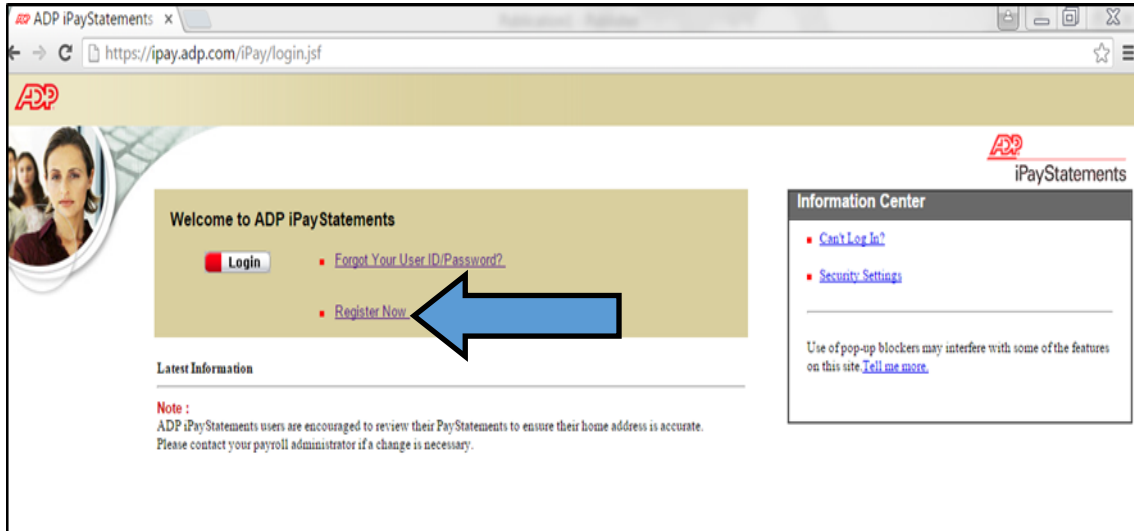 ADP iPayStatements
https://ipay.adp.com/iPay/login.jsf
ADP
ADP
iPayStatements
Welcome to ADP iPayStatements
Login
Forgot Your User ID/Password?
Register Now
Information Center
Can't Log In?
Security Settings
Use of pop-up blockers may interfere with some of the features
on this site.Tell me more.
Latest Information
Note :
ADP iPayStatements users are encouraged to review their PayStatements to ensure their home address is accurate.
Please contact your payroll administrator if a change is necessary.